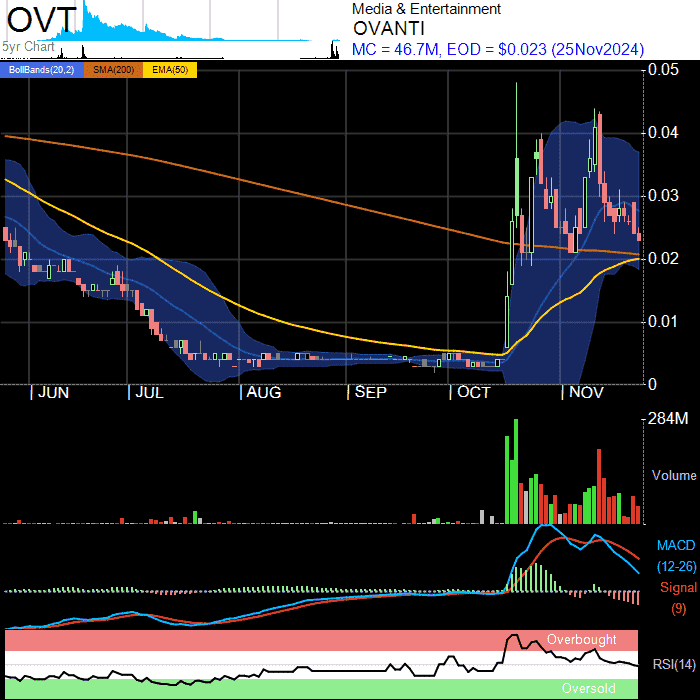 OVT
5yr Chart
Media & Entertainment
OVANTI
MC = 46.7M, EOD = $0.023 (25Nov2024)
BollBands(20,2) SMA(200) EMA(50)
0.05
0.04
0.03
0.02
0.01
0
JUN JUL AUG SEP OCT NOV
284M
Volume
MACD
(12-26)
Signal
(9)
Overbought
RSI(14)
Oversold